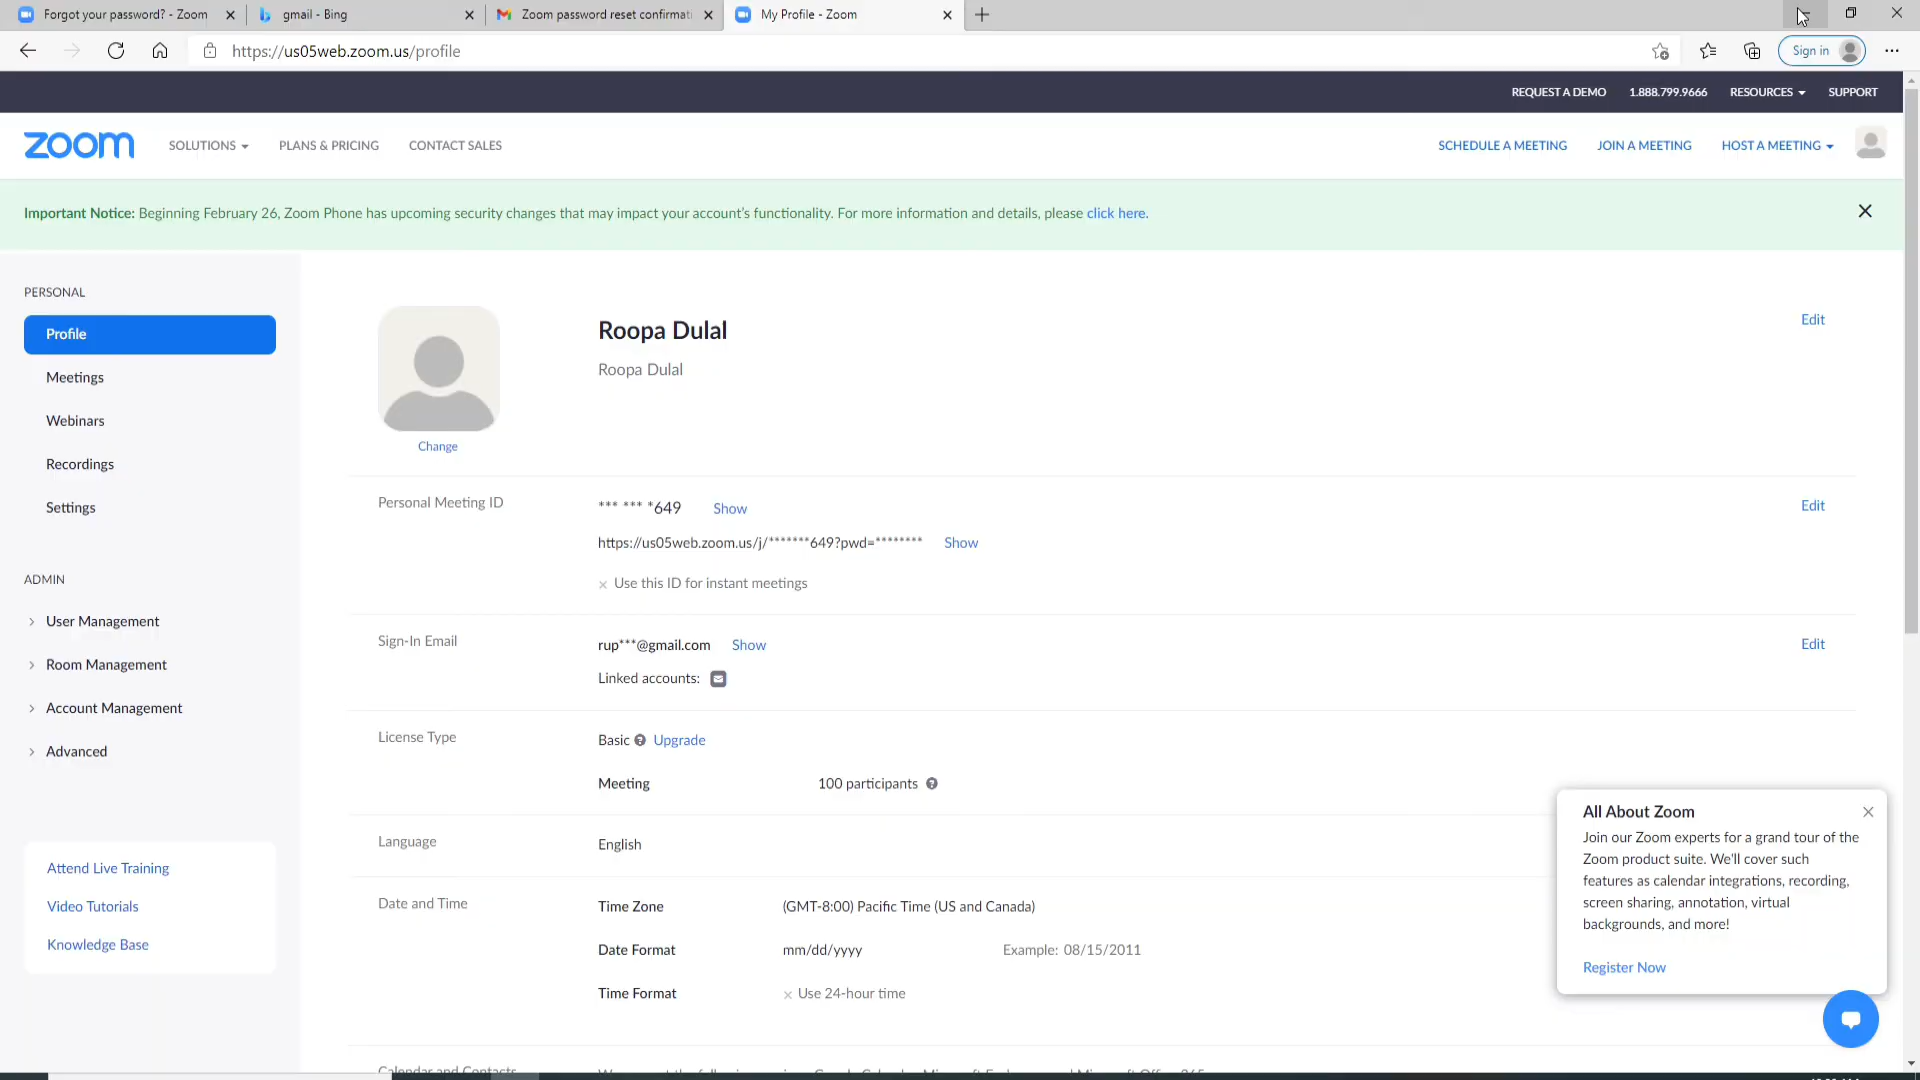 Forgot your password? - Zoom
gmail - Bing
Zoom password reset confirmati
My Profile - Zoom
https://us05web.zoom.us/profile
Sign in
REQUEST A DEMO 1.888.799.9666 RESOURCES SUPPORT
zoom SOLUTIONS PLANS & PRICING CONTACT SALES SCHEDULE A MEETING JOIN A MEETING HOST A MEETING
Important Notice: Beginning February 26, Zoom Phone has upcoming security changes that may impact your account's functionality. For more information and details, please click here.
PERSONAL
Profile
Meetings
Webinars
Recordings
Settings
ADMIN
User Management
Room Management
Account Management
Advanced
Attend Live Training
Video Tutorials
Knowledge Base
Change
Roopa Dulal
Edit
Roopa Dulal
Personal Meeting ID
*** *** *649 Show
Edit
https://us05web.zoom.us/j/*******649?pwd=******** Show
× Use this ID for instant meetings
Sign-In Email
rup***@gmail.com Show
Edit
Linked accounts:
License Type
Basic Upgrade
Meeting 100 participants
Language
English
Date and Time
Time Zone (GMT-8:00) Pacific Time (US and Canada)
Date Format mm/dd/yyyy Example: 08/15/2011
Time Format × Use 24-hour time
Calendar and Contacts
All About Zoom
Join our Zoom experts for a grand tour of the
Zoom product suite. We'll cover such
features as calendar integrations, recording,
screen sharing, annotation, virtual
backgrounds, and more!
Register Now